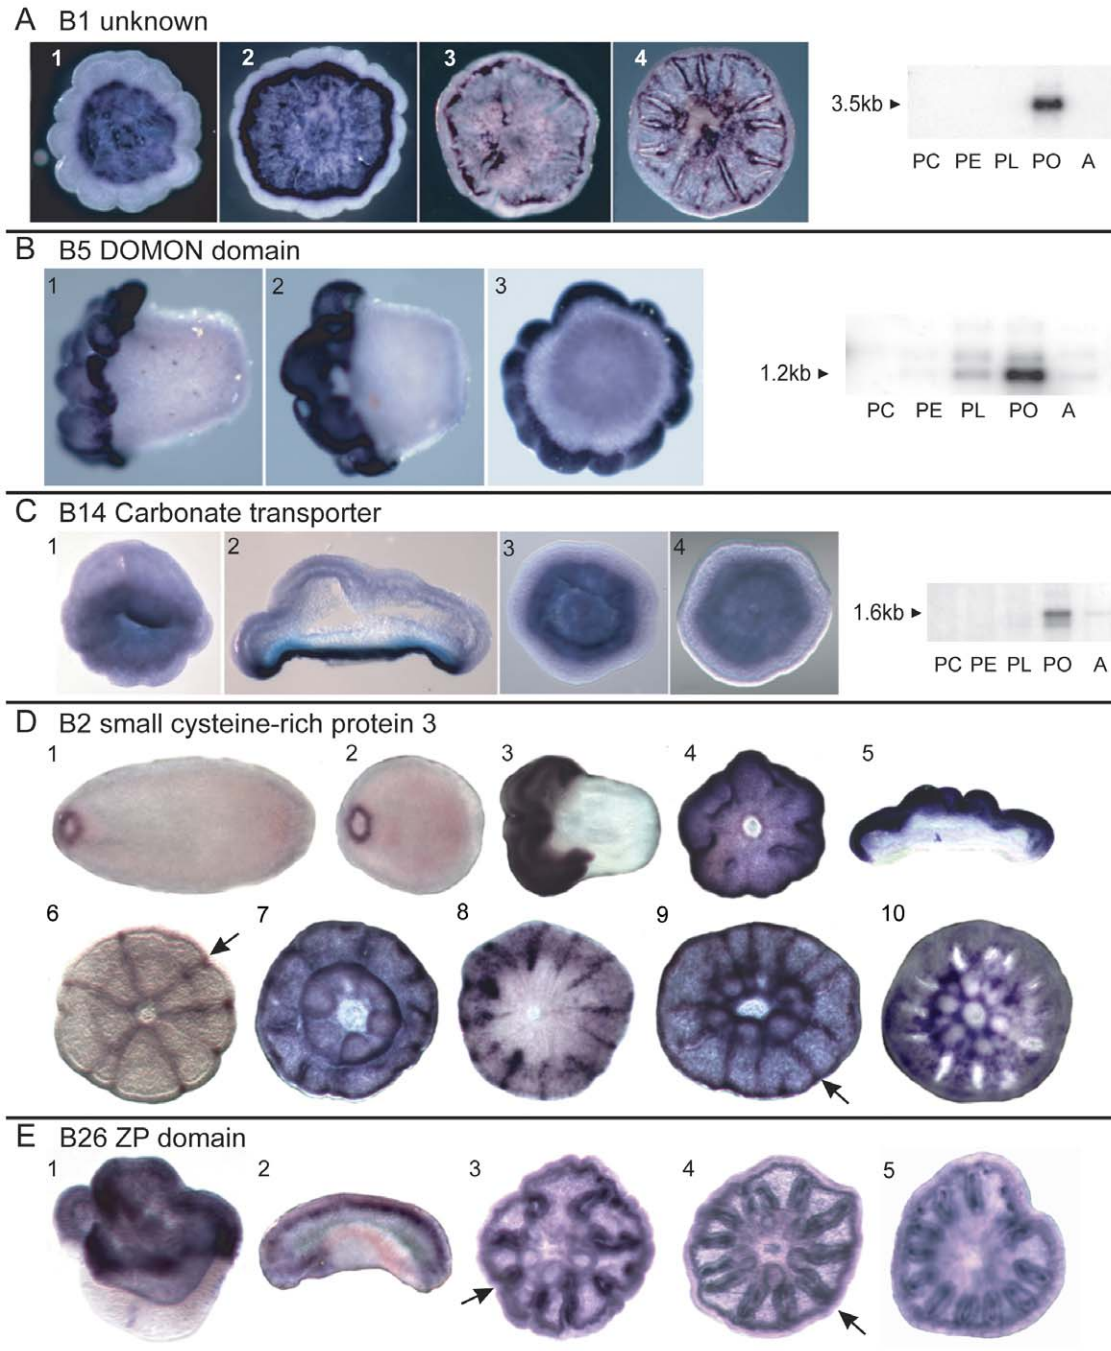 A B1 unknown
1 2 3 4
3.5kb
PC PE PL PO A
B B5 DOMON domain
1 2 3
1.2kb
PC PE PL PO A
C B14 Carbonate transporter
1 2 3 4
1.6kb
PC PE PL PO A
D B2 small cysteine-rich protein 3
1 2 3 4 5
6 7 8 9 10
E B26 ZP domain
1 2 3 4 5